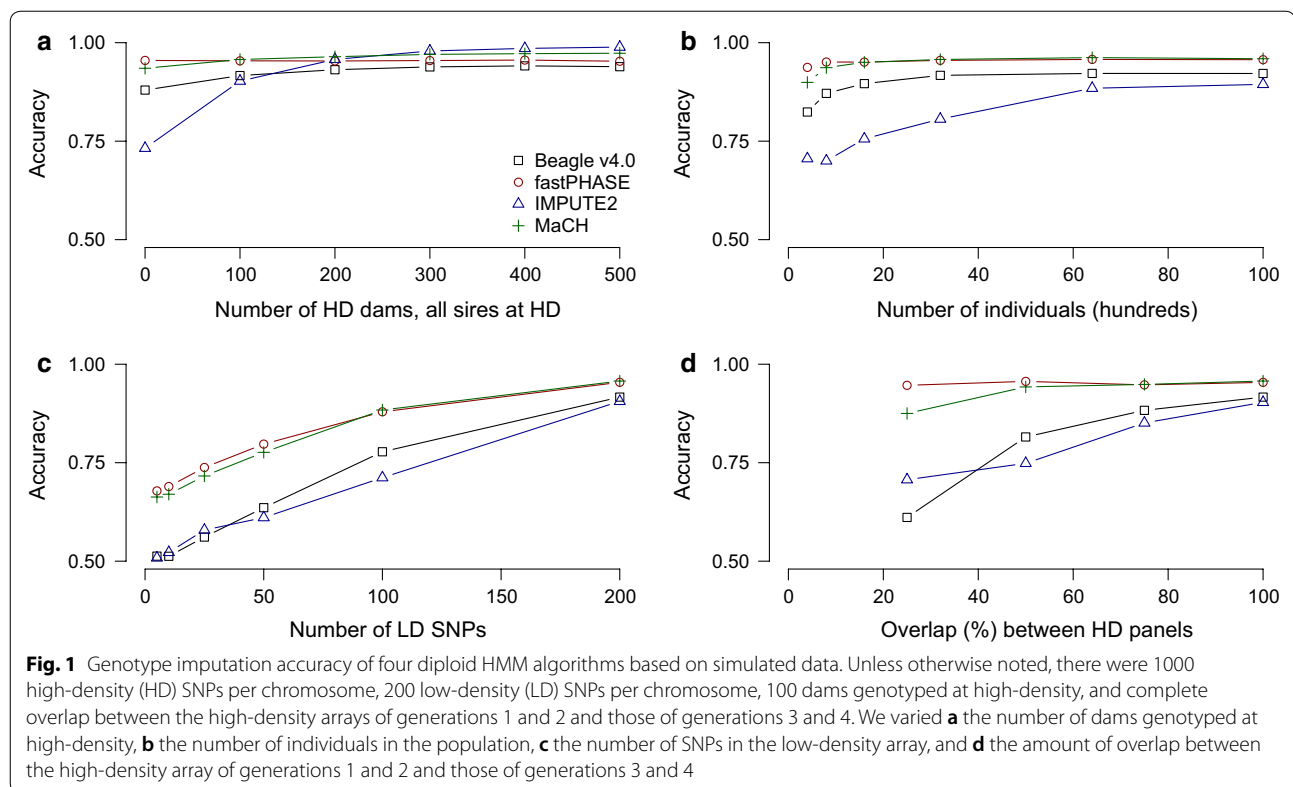 a
1.00
0.75
0.50
Accuracy
Beagle v4.0
fastPHASE
IMPUTE2
MaCH
0 100 200 300 400 500
Number of HD dams, all sires at HD
b
1.00
0.75
0.50
Accuracy
0 20 40 60 80 100
Number of individuals (hundreds)
c
1.00
0.75
0.50
Accuracy
0 50 100 150 200
Number of LD SNPs
d
1.00
0.75
0.50
Accuracy
0 20 40 60 80 100
Overlap (%) between HD panels
Fig. 1 Genotype imputation accuracy of four diploid HMM algorithms based on simulated data. Unless otherwise noted, there were 1000
high-density (HD) SNPs per chromosome, 200 low-density (LD) SNPs per chromosome, 100 dams genotyped at high-density, and complete
overlap between the high-density arrays of generations 1 and 2 and those of generations 3 and 4. We varied a the number of dams genotyped at
high-density, b the number of individuals in the population, c the number of SNPs in the low-density array, and d the amount of overlap between
the high-density array of generations 1 and 2 and those of generations 3 and 4